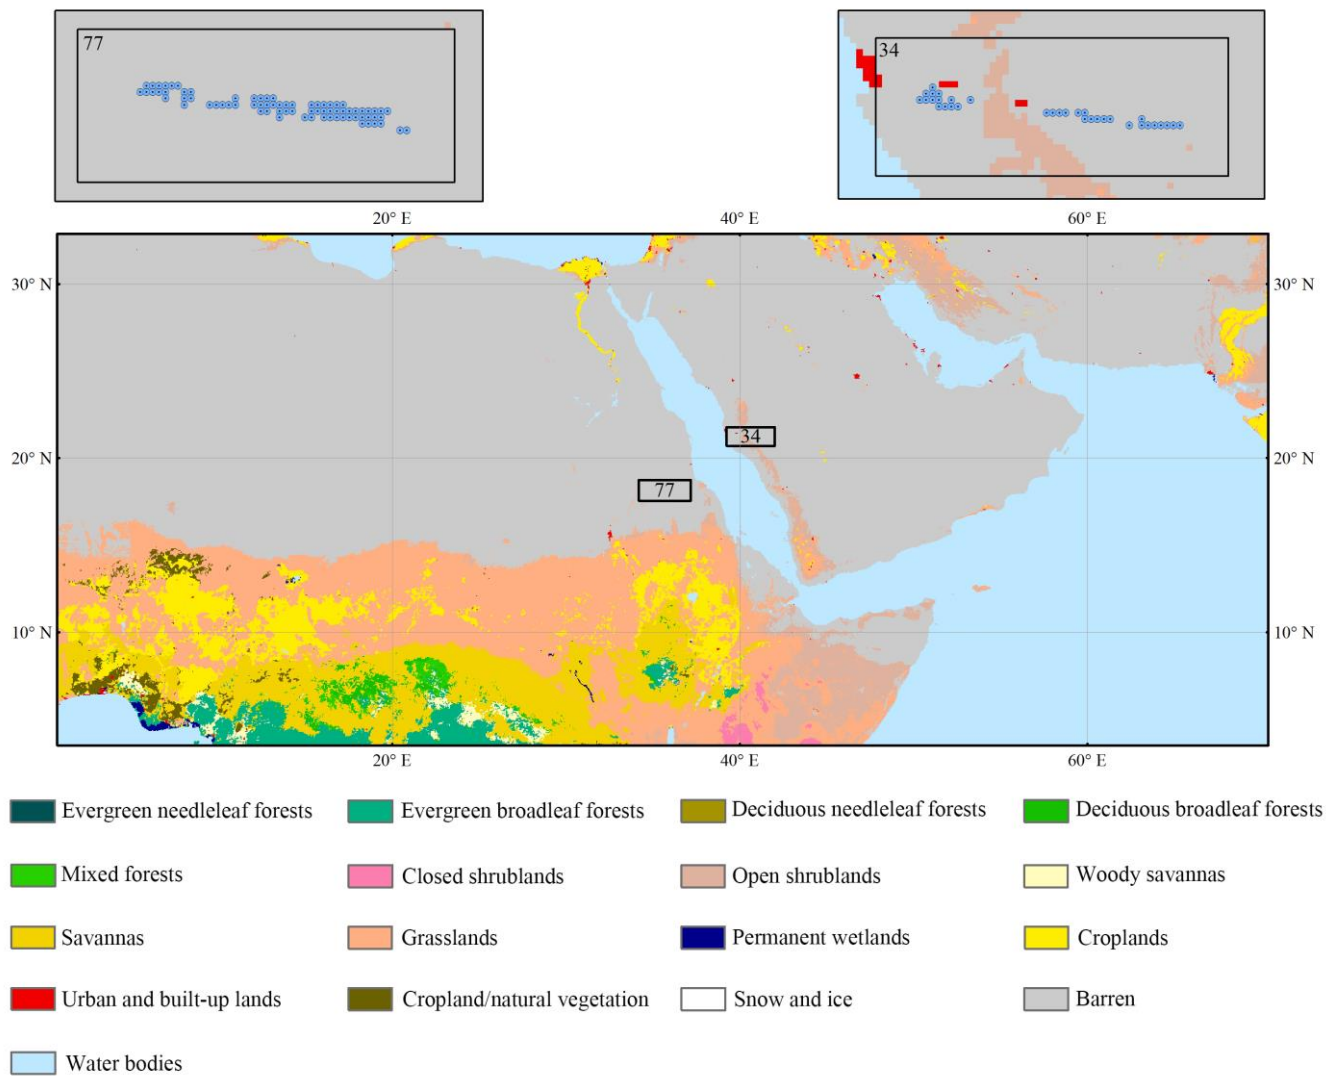 77
34
20° E
40° E
60° E
30° N
30° N
34
20° N
20° N
77
10° N
10° N
20° E
40° E
60° E
Evergreen needleleaf forests
Evergreen broadleaf forests
Deciduous needleleaf forests
Deciduous broadleaf forests
Mixed forests
Closed shrublands
Open shrublands
Woody savannas
Savannas
Grasslands
Permanent wetlands
Croplands
Urban and built-up lands
Cropland/natural vegetation
Snow and ice
Barren
Water bodies